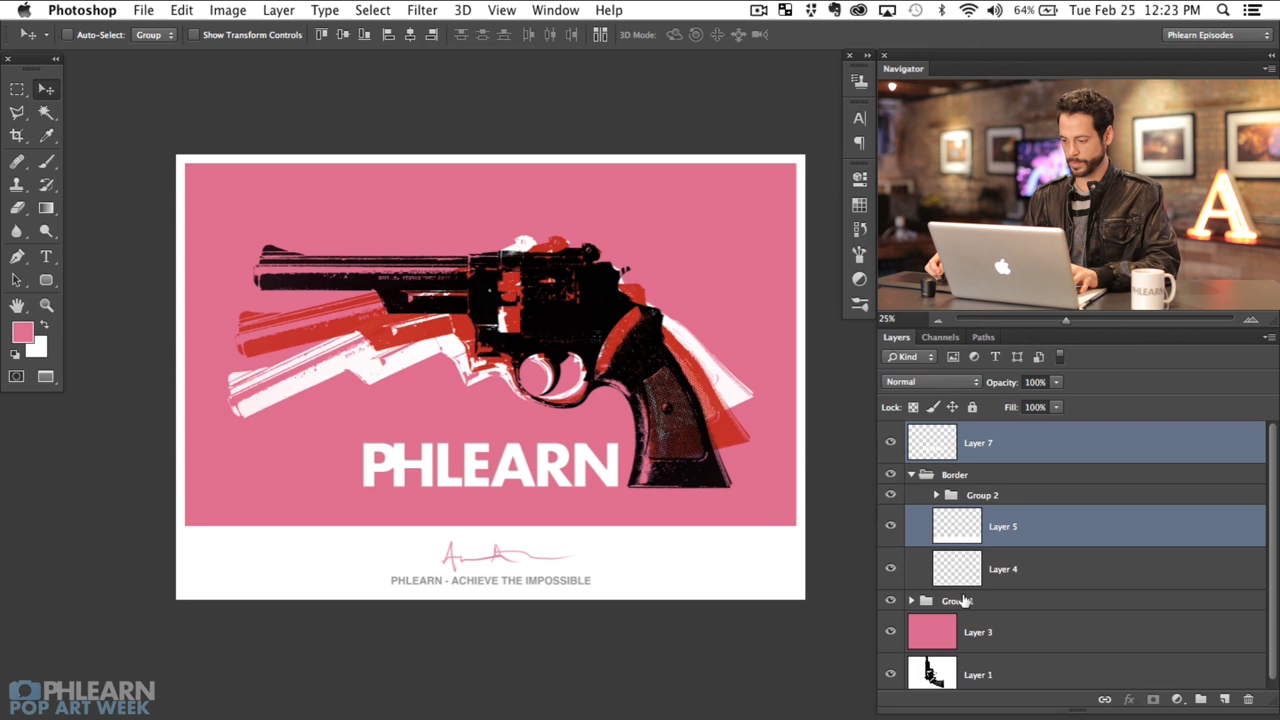 Photoshop File Edit Image Layer Type Select Filter 3D View Window Help 64% Tue Feb 25 12:23 PM
Auto-Select: Group Show Transform Controls 3D Mode: Phlearn Episodes
Navigator
A
PHLEARN
25%
Layers Channels Paths
Kind
Normal Opacity: 100%
Lock: Fill: 100%
Layer 7
Border
Group 2
Layer 5
Layer 4
Layer 3
Layer 1
PHLEARN
PHLEARN - ACHIEVE THE IMPOSSIBLE
PHLEARN
POP ART WEEK